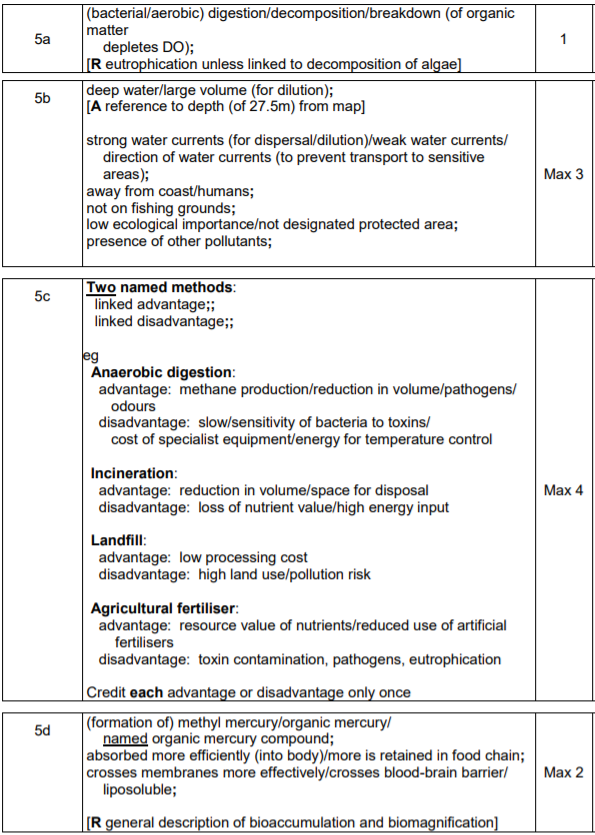 5a
(bacterial/aerobic) digestion/decomposition/breakdown (of organic
matter
depletes DO);
[R eutrophication unless linked to decomposition of algae]
1
5b
deep water/large volume (for dilution);
[A reference to depth (of 27.5m) from map]
strong water currents (for dispersal/dilution)/weak water currents/
direction of water currents (to prevent transport to sensitive
areas);
away from coast/humans;
not on fishing grounds;
low ecological importance/not designated protected area;
presence of other pollutants;
Max 3
5c
Two named methods:
linked advantage;;
linked disadvantage;;
eg
Anaerobic digestion:
advantage: methane production/reduction in volume/pathogens/
odours
disadvantage: slow/sensitivity of bacteria to toxins/
cost of specialist equipment/energy for temperature control
Incineration:
advantage: reduction in volume/space for disposal
disadvantage: loss of nutrient value/high energy input
Landfill:
advantage: low processing cost
disadvantage: high land use/pollution risk
Agricultural fertiliser:
advantage: resource value of nutrients/reduced use of artificial
fertilisers
disadvantage: toxin contamination, pathogens, eutrophication
Credit each advantage or disadvantage only once
Max 4
5d
(formation of) methyl mercury/organic mercury/
named organic mercury compound;
absorbed more efficiently (into body)/more is retained in food chain;
crosses membranes more effectively/crosses blood-brain barrier/
liposoluble;
[R general description of bioaccumulation and biomagnification]
Max 2